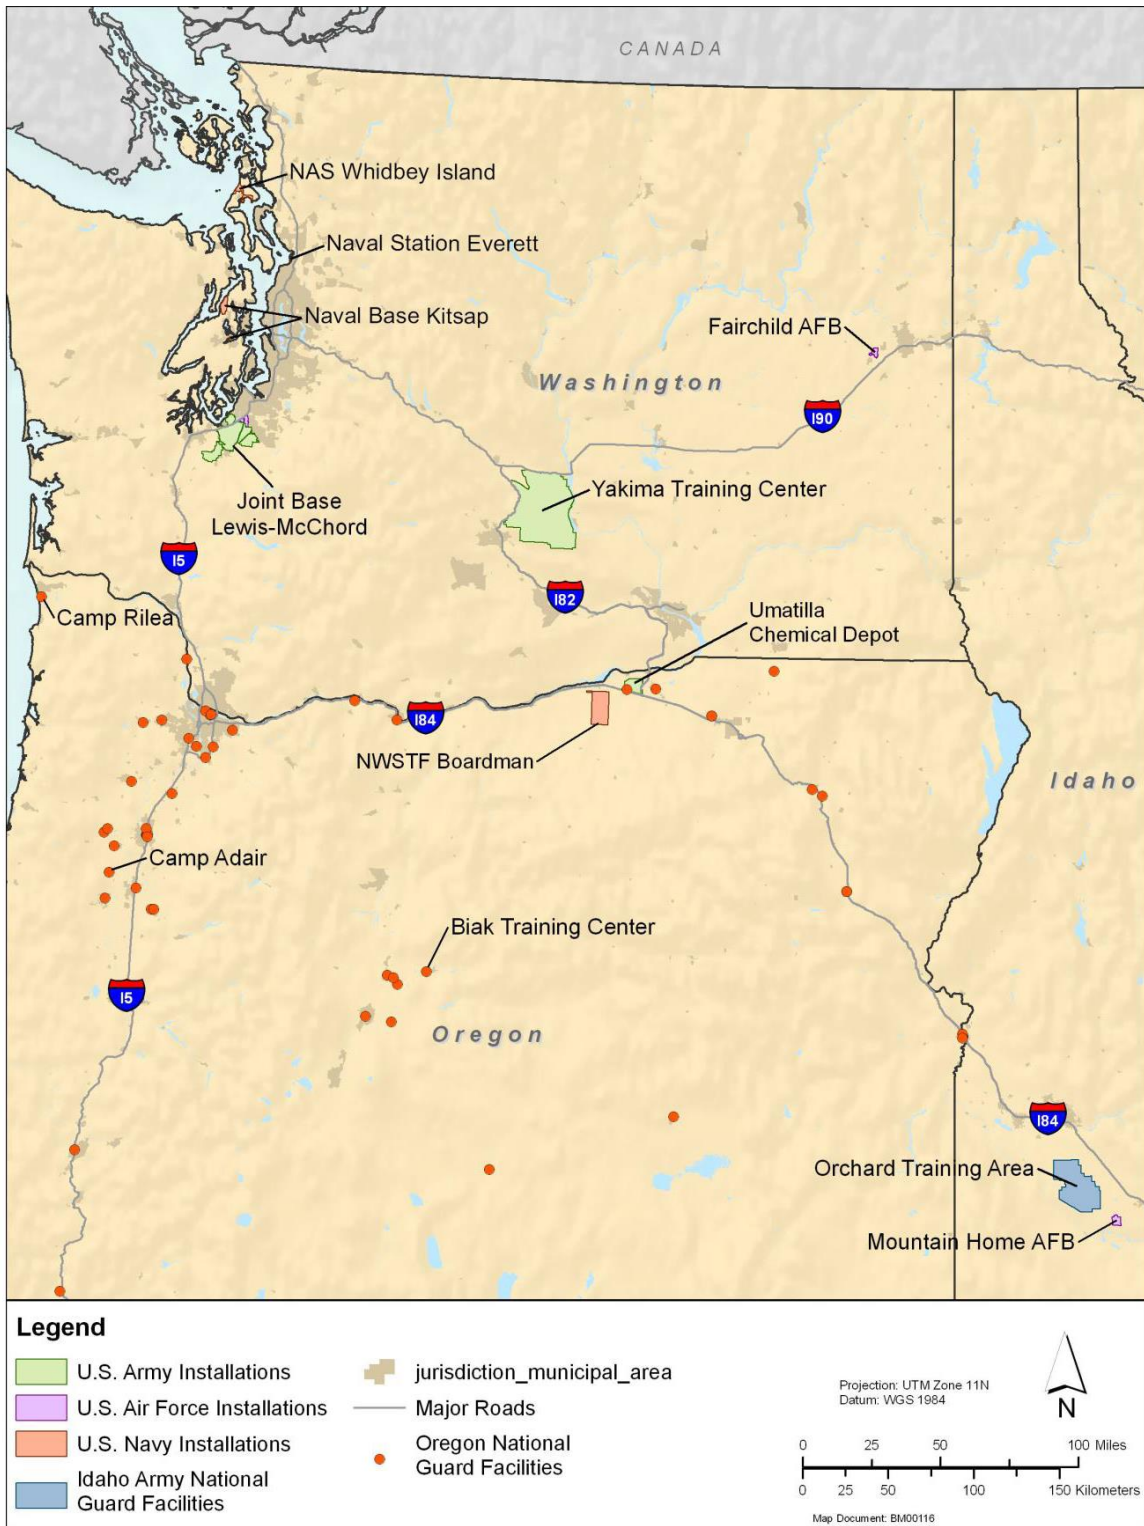 CANADA
NAS Whidbey Island
Naval Station Everett
Naval Base Kitsap
Fairchild AFB
Washington
I90
Joint Base
Lewis-McChord
Yakima Training Center
I5
I82
Camp Rilea
Umatilla
Chemical Depot
I84
NWSTF Boardman
Idaho
Camp Adair
Biak Training Center
I5
Oregon
I84
Orchard Training Area
Mountain Home AFB
Legend
U.S. Army Installations
U.S. Air Force Installations
U.S. Navy Installations
Idaho Army National
Guard Facilities
jurisdiction_municipal_area
Major Roads
Oregon National
Guard Facilities
Projection: UTM Zone 11N
Datum: WGS 1984
N
0 25 50 100 Miles
0 25 50 100 150 Kilometers
Map Document: BM00116